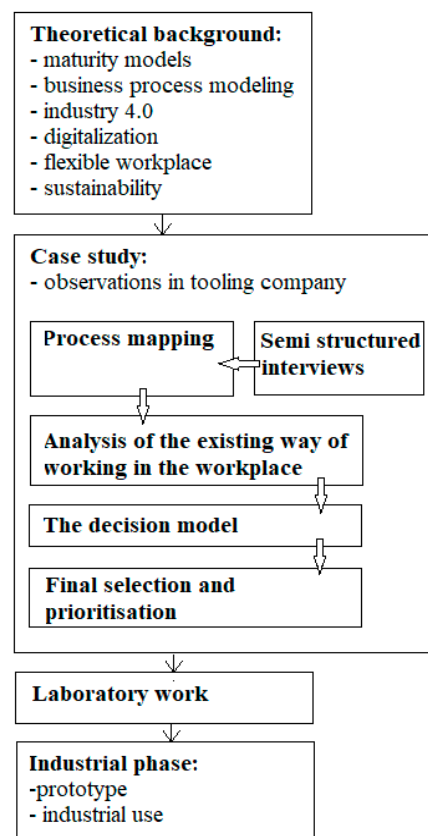 Theoretical background:
- maturity models
- business process modeling
- industry 4.0
- digitalization
- flexible workplace
- sustainability
Case study:
- observations in tooling company
Process mapping
Semi structured
interviews
Analysis of the existing way of
working in the workplace
The decision model
Final selection and
prioritisation
Laboratory work
Industrial phase:
-prototype
- industrial use